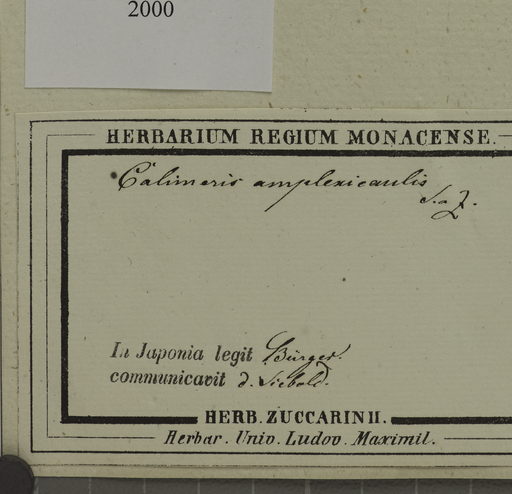 2000
HERBARIUM REGIUM MONACENSE.
Calimeris amplexicaulis
S. a Z.
In Japonia legit Bürger.
communicavit d. Siebold.
HERB. ZUCCARINII.
Herbar. Univ. Ludov. Maximil.